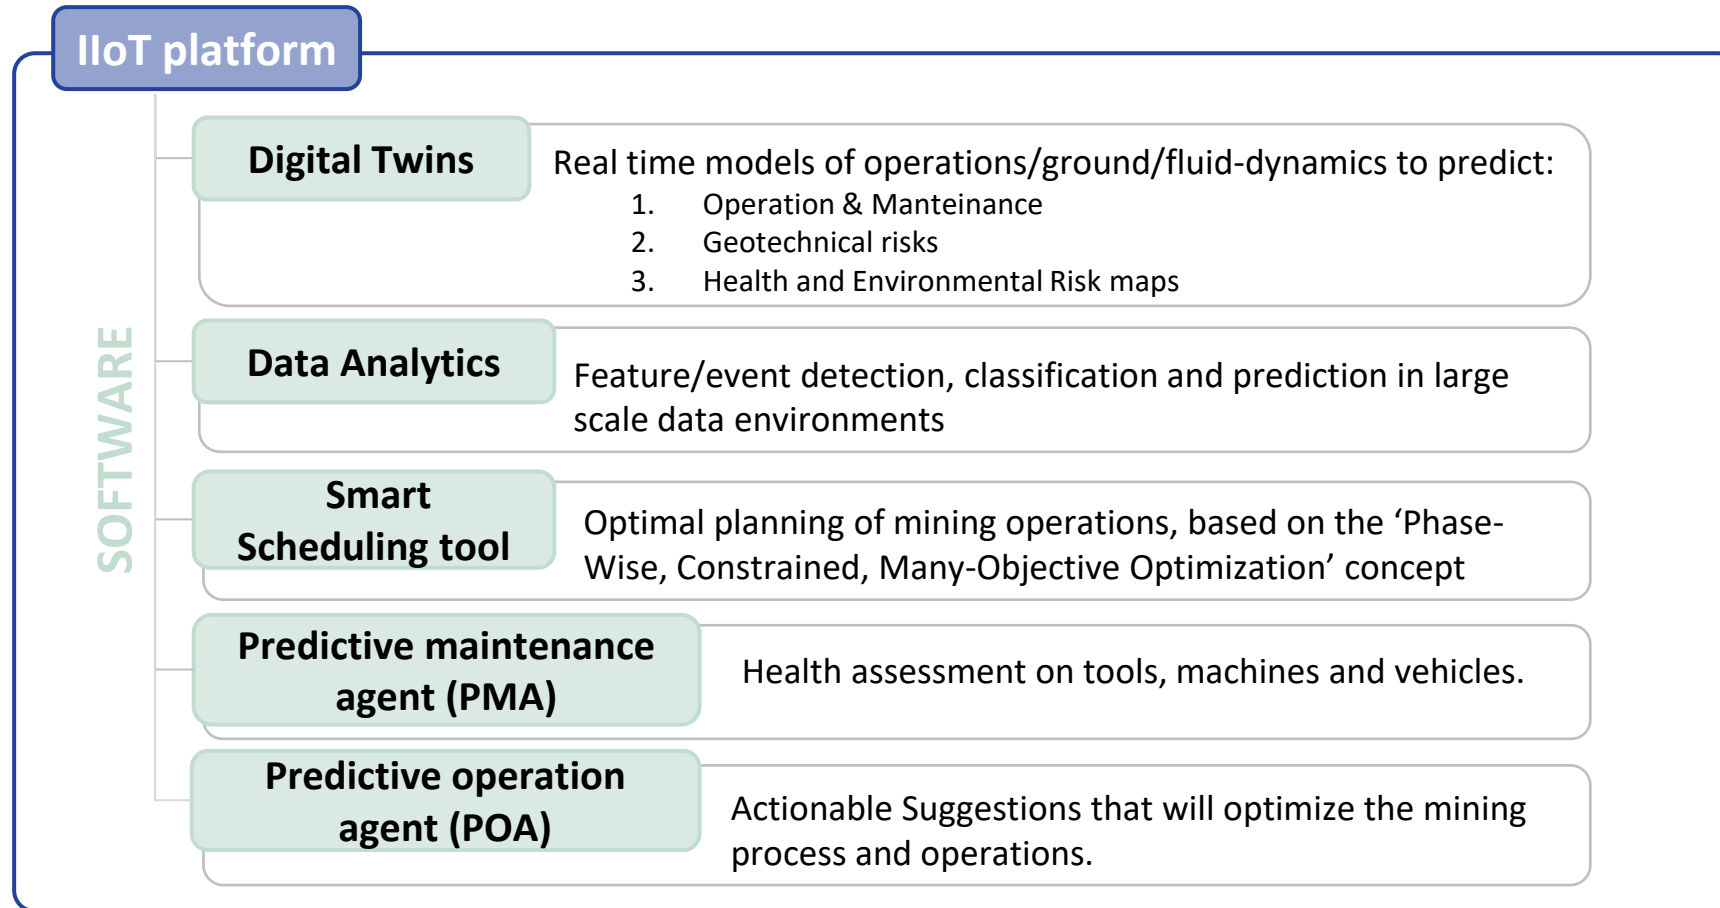 IIoT platform
SOFTWARE
Digital Twins
Real time models of operations/ground/fluid-dynamics to predict:
1. Operation & Manteinance
2. Geotechnical risks
3. Health and Environmental Risk maps
Data Analytics
Feature/event detection, classification and prediction in large
scale data environments
Smart
Scheduling tool
Optimal planning of mining operations, based on the ‘Phase-
Wise, Constrained, Many-Objective Optimization’ concept
Predictive maintenance
agent (PMA)
Health assessment on tools, machines and vehicles.
Predictive operation
agent (POA)
Actionable Suggestions that will optimize the mining
process and operations.